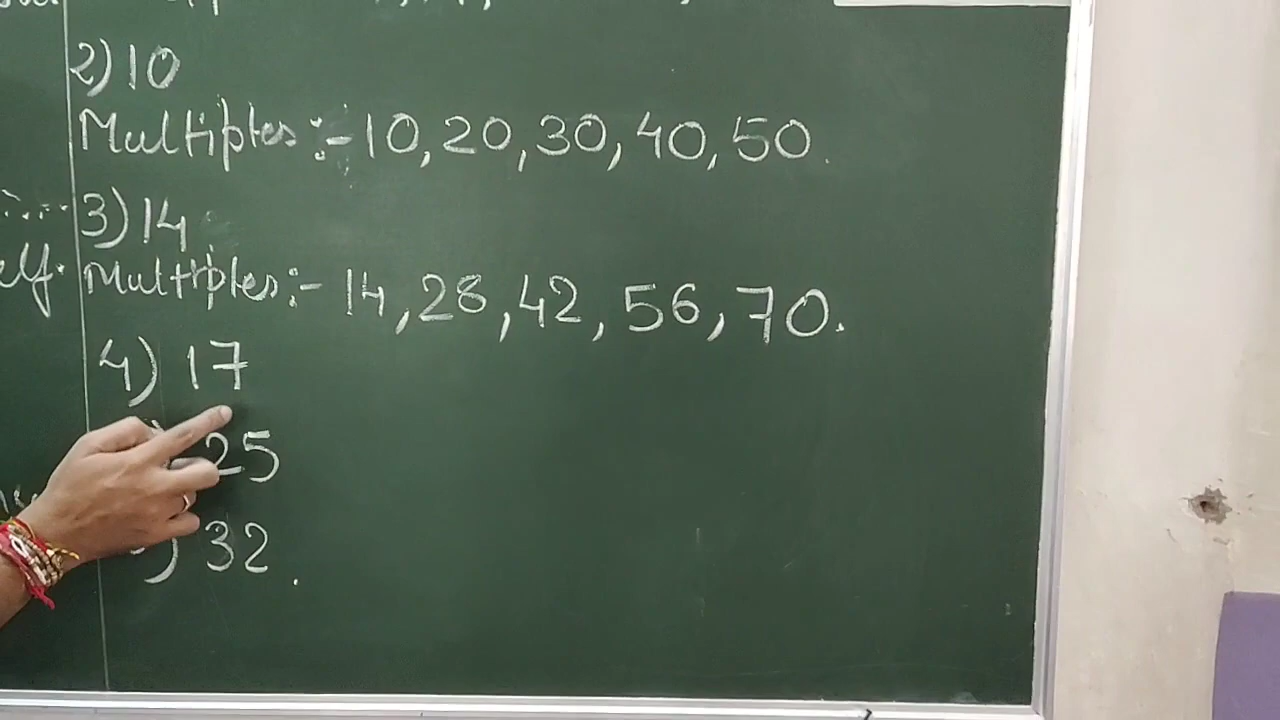 2) 10
Multiples :- 10, 20, 30, 40, 50.
3) 14
elf. Multiples :- 14, 28, 42, 56, 70.
4) 17
25
) 32.